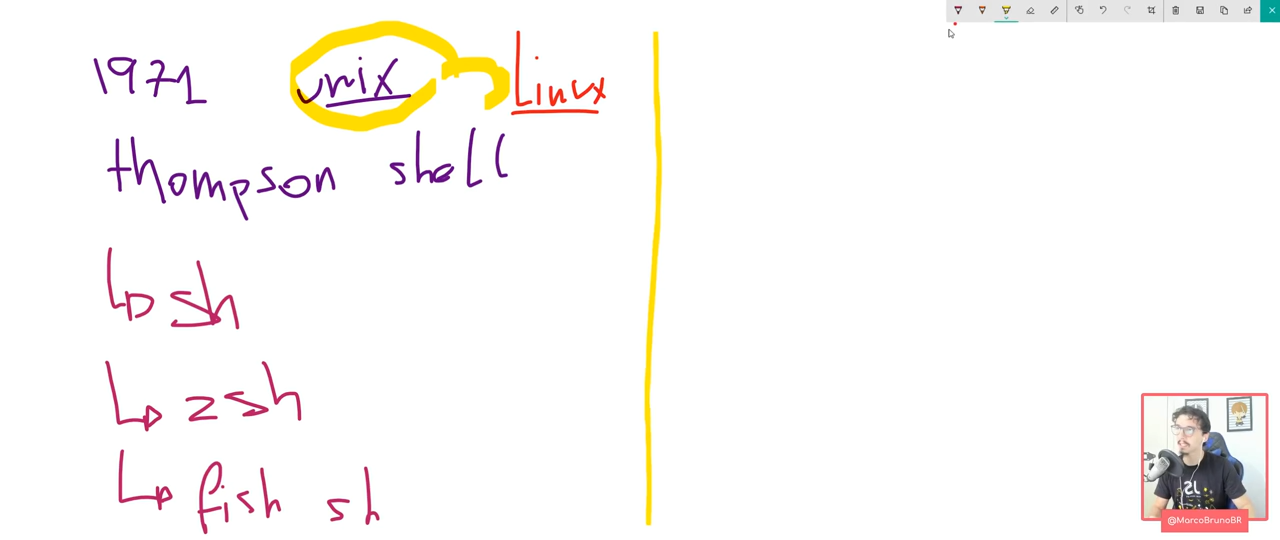 1971 unix Linux
thompson shell
sh
zsh
fish sh
@MarcoBrunoBR